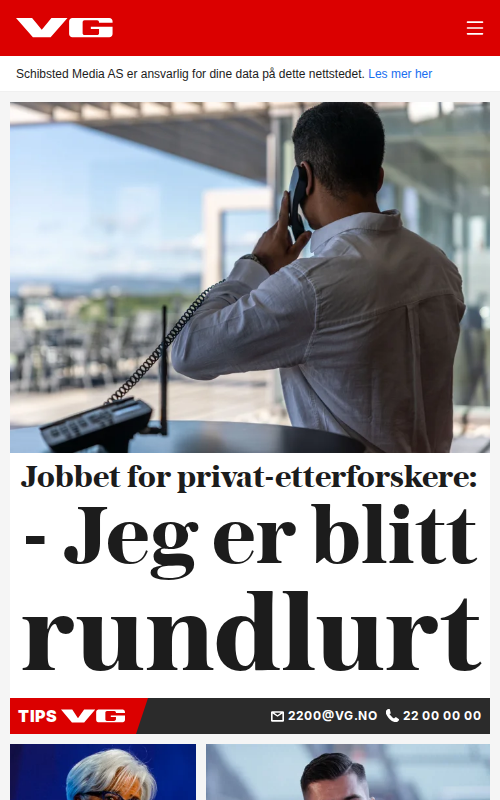 VG
Schibsted Media AS er ansvarlig for dine data på dette nettstedet. Les mer her
Jobbet for privat-etterforskere:
- Jeg er blitt
rundlurt
TIPS VG 2200@VG.NO 22 00 00 00